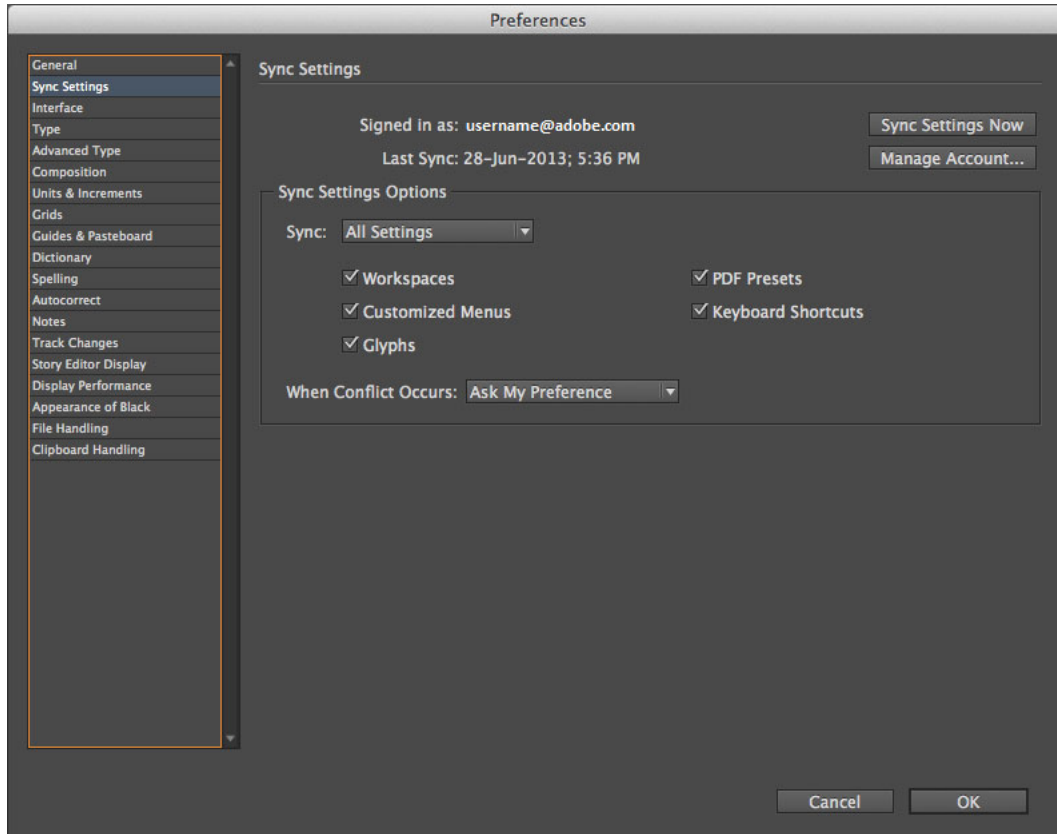 Preferences
General
Sync Settings
Interface
Type
Advanced Type
Composition
Units & Increments
Grids
Guides & Pasteboard
Dictionary
Spelling
Autocorrect
Notes
Track Changes
Story Editor Display
Display Performance
Appearance of Black
File Handling
Clipboard Handling
Sync Settings
Signed in as: username@adobe.com
Sync Settings Now
Last Sync: 28-Jun-2013; 5:36 PM
Manage Account...
Sync Settings Options
Sync: All Settings
Workspaces
PDF Presets
Customized Menus
Keyboard Shortcuts
Glyphs
When Conflict Occurs: Ask My Preference
Cancel
OK